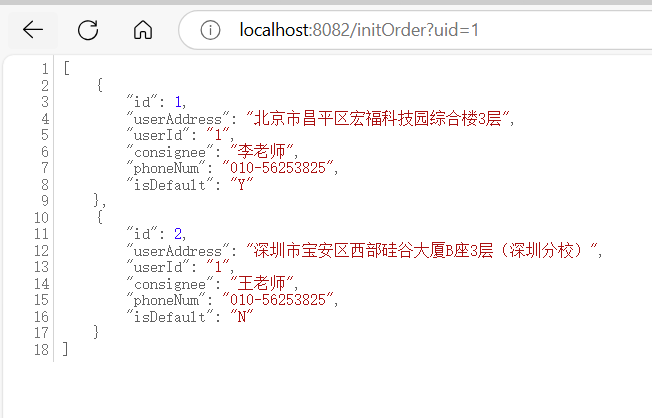 localhost:8082/initOrder?uid=1
1 [
2 {
3 "id": 1,
4 "userAddress": "北京市昌平区宏福科技园综合楼3层",
5 "userId": "1",
6 "consignee": "李老师",
7 "phoneNum": "010-56253825",
8 "isDefault": "Y"
9 },
10 {
11 "id": 2,
12 "userAddress": "深圳市宝安区西部硅谷大厦B座3层（深圳分校）",
13 "userId": "1",
14 "consignee": "王老师",
15 "phoneNum": "010-56253825",
16 "isDefault": "N"
17 }
18 ]